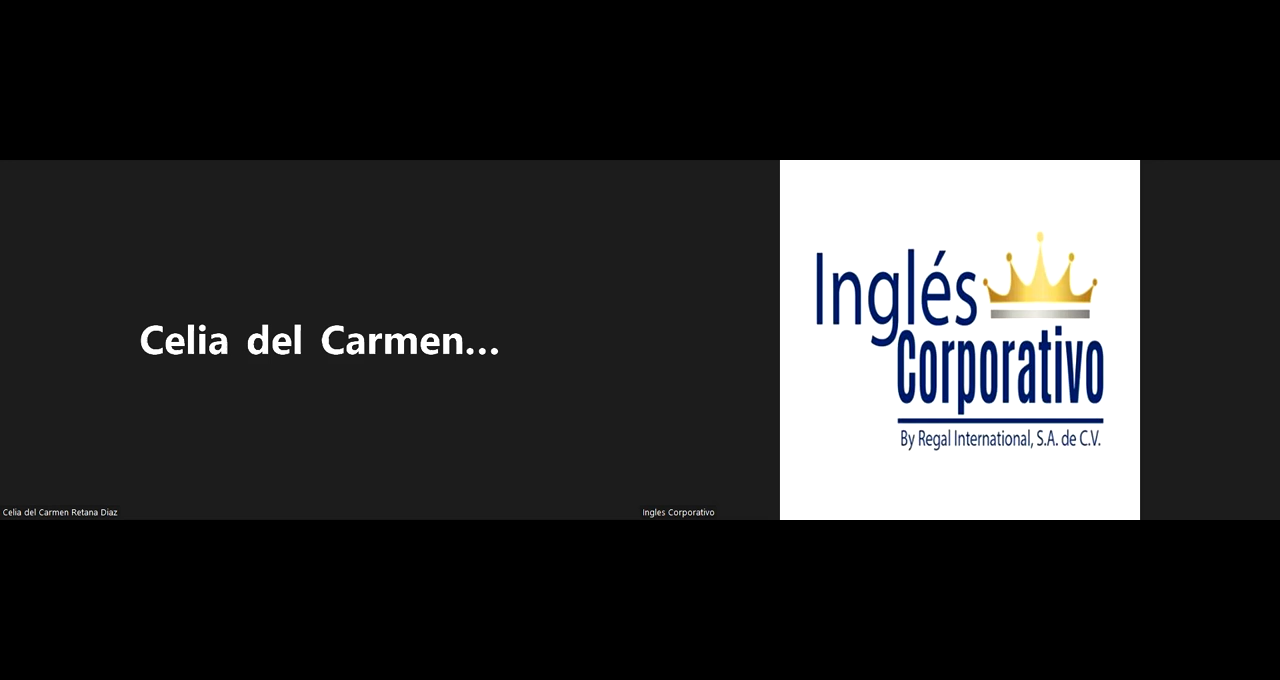 Celia del Carmen...
Inglés
Corporativo
By Regal International, S.A. de C.V.
Celia del Carmen Retana Diaz
Ingles Corporativo